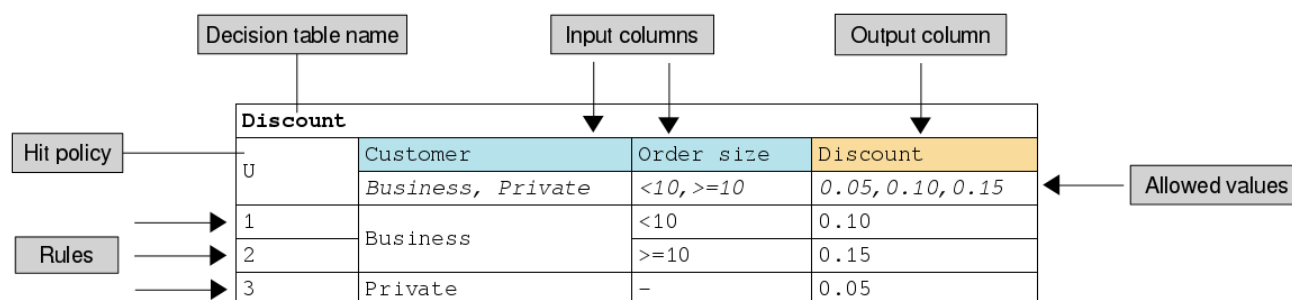 Decision table name
Input columns
Output column
Discount
Hit policy
U
Customer
Order size
Discount
Business, Private
<10,>=10
0.05,0.10,0.15
Allowed values
Rules
1
Business
<10
0.10
2
>=10
0.15
3
Private
-
0.05